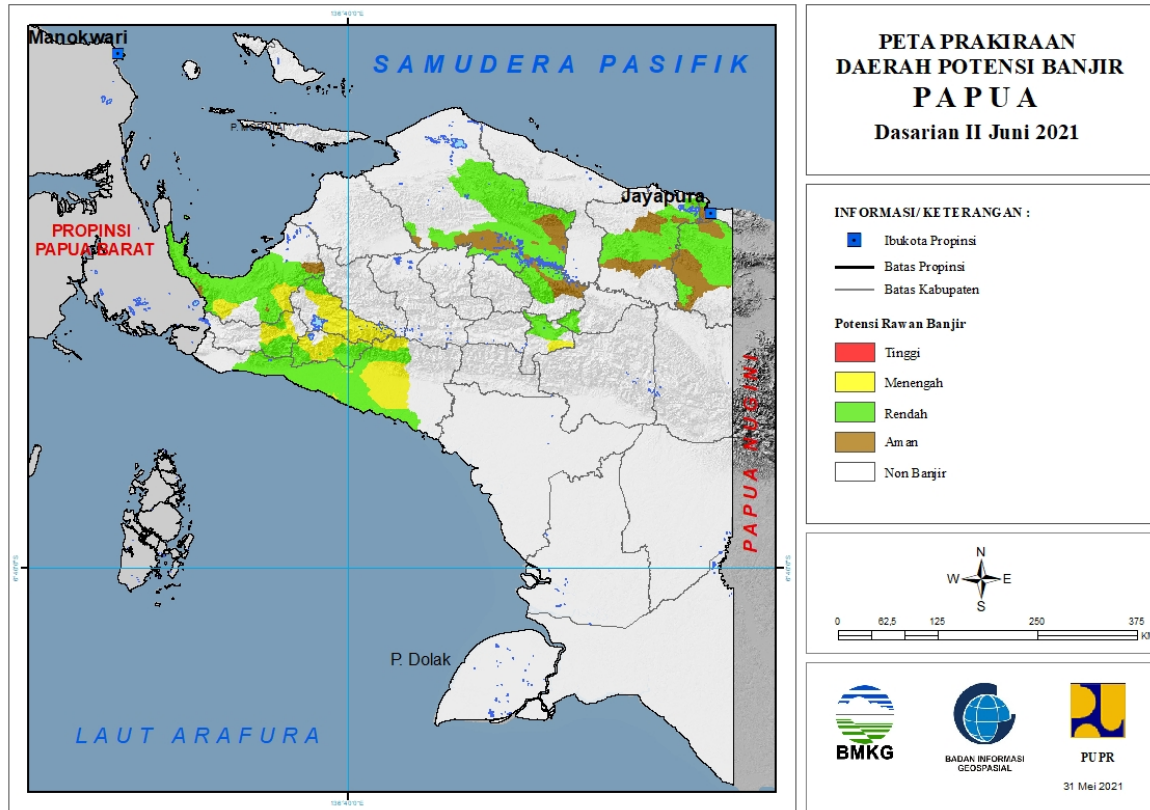 PETA PRAKIRAAN
DAERAH POTENSI BANJIR
PAPUA
Dasarian II Juni 2021
INFORMASI/ KETERANGAN :
Ibukota Propinsi
Batas Propinsi
Batas Kabupaten
Potensi Rawan Banjir
Tinggi
Menengah
Rendah
Aman
Non Banjir
N
W E
S
0 62,5 125 250 375
KM
BMKG
BADAN INFORMASI
GEOSPASIAL
PUPR
31 Mei 2021
Manokwari
SAMUDERA PASIFIK
Jayapura
PROPINSI
PAPUA BARAT
PAPUA NUGINI
P. Dolak
LAUT ARAFURA